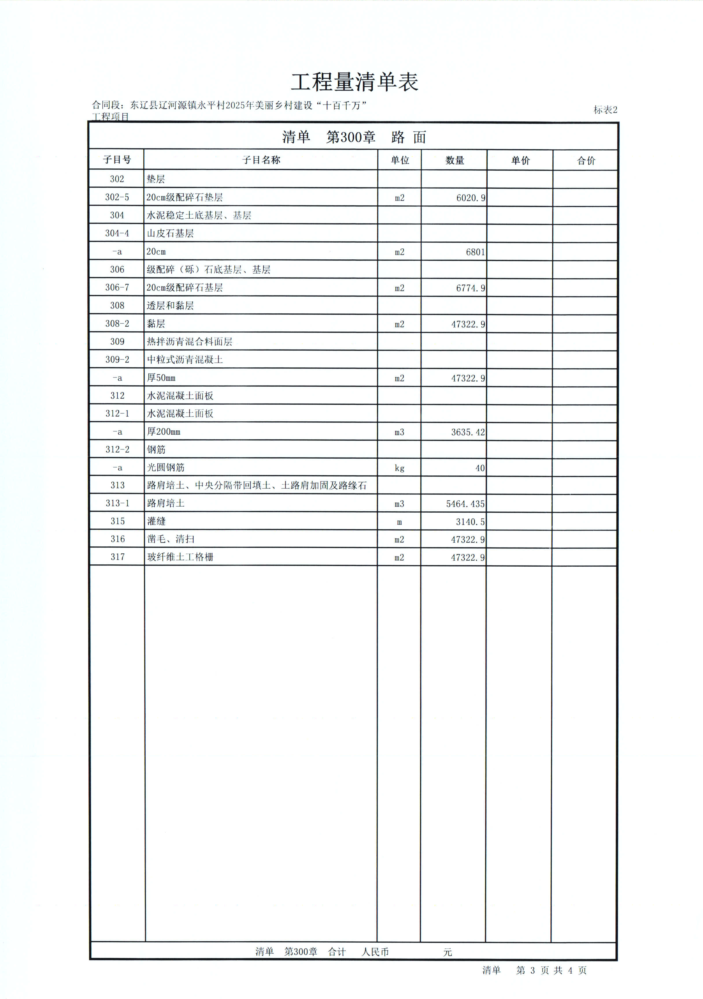 工程量清单表
合同段：东辽县辽河源镇永平村2025年美丽乡村建设“十百千万”
工程项目
标表2
清单 第300章 路 面
子目号 子目名称 单位 数量 单价 合价
302 垫层
302-5 20cm级配碎石垫层 m2 6020.9
304 水泥稳定土底基层、基层
304-4 山皮石基层
-a 20cm m2 6801
306 级配碎（砾）石底基层、基层
306-7 20cm级配碎石基层 m2 6774.9
308 透层和黏层
308-2 黏层 m2 47322.9
309 热拌沥青混合料面层
309-2 中粒式沥青混凝土
-a 厚50mm m2 47322.9
312 水泥混凝土面板
312-1 水泥混凝土面板
-a 厚200mm m3 3635.42
312-2 钢筋
-a 光圆钢筋 kg 40
313 路肩培土、中央分隔带回填土、土路肩加固及路缘石
313-1 路肩培土 m3 5464.435
315 灌缝 m 3140.5
316 凿毛、清扫 m2 47322.9
317 玻纤维土工格栅 m2 47322.9
清单 第300章 合计 人民币 元
清单 第 3 页 共 4 页